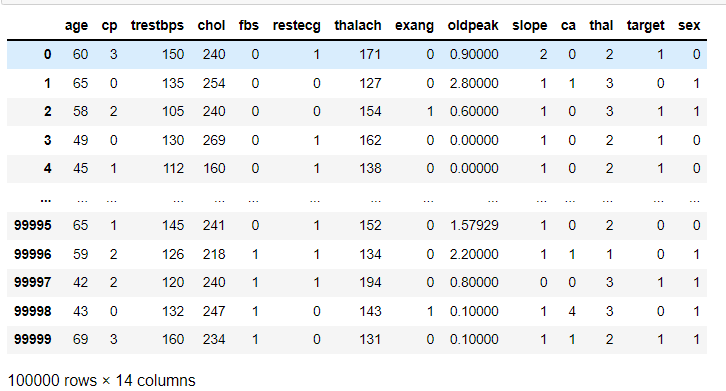 age cp trestbps chol fbs restecg thalach exang oldpeak slope ca thal target sex
0 60 3 150 240 0 1 171 0 0.90000 2 0 2 1 0
1 65 0 135 254 0 0 127 0 2.80000 1 1 3 0 1
2 58 2 105 240 0 0 154 1 0.60000 1 0 3 1 1
3 49 0 130 269 0 1 162 0 0.00000 1 0 2 1 0
4 45 1 112 160 0 1 138 0 0.00000 1 0 2 1 0
... ... ... ... ... ... ... ... ... ... ... ... ... ... ...
99995 65 1 145 241 0 1 152 0 1.57929 1 0 2 0 0
99996 59 2 126 218 1 1 134 0 2.20000 1 1 1 0 1
99997 42 2 120 240 1 1 194 0 0.80000 0 0 3 1 1
99998 43 0 132 247 1 0 143 1 0.10000 1 4 3 0 1
99999 69 3 160 234 1 0 131 0 0.10000 1 1 2 1 1
100000 rows × 14 columns